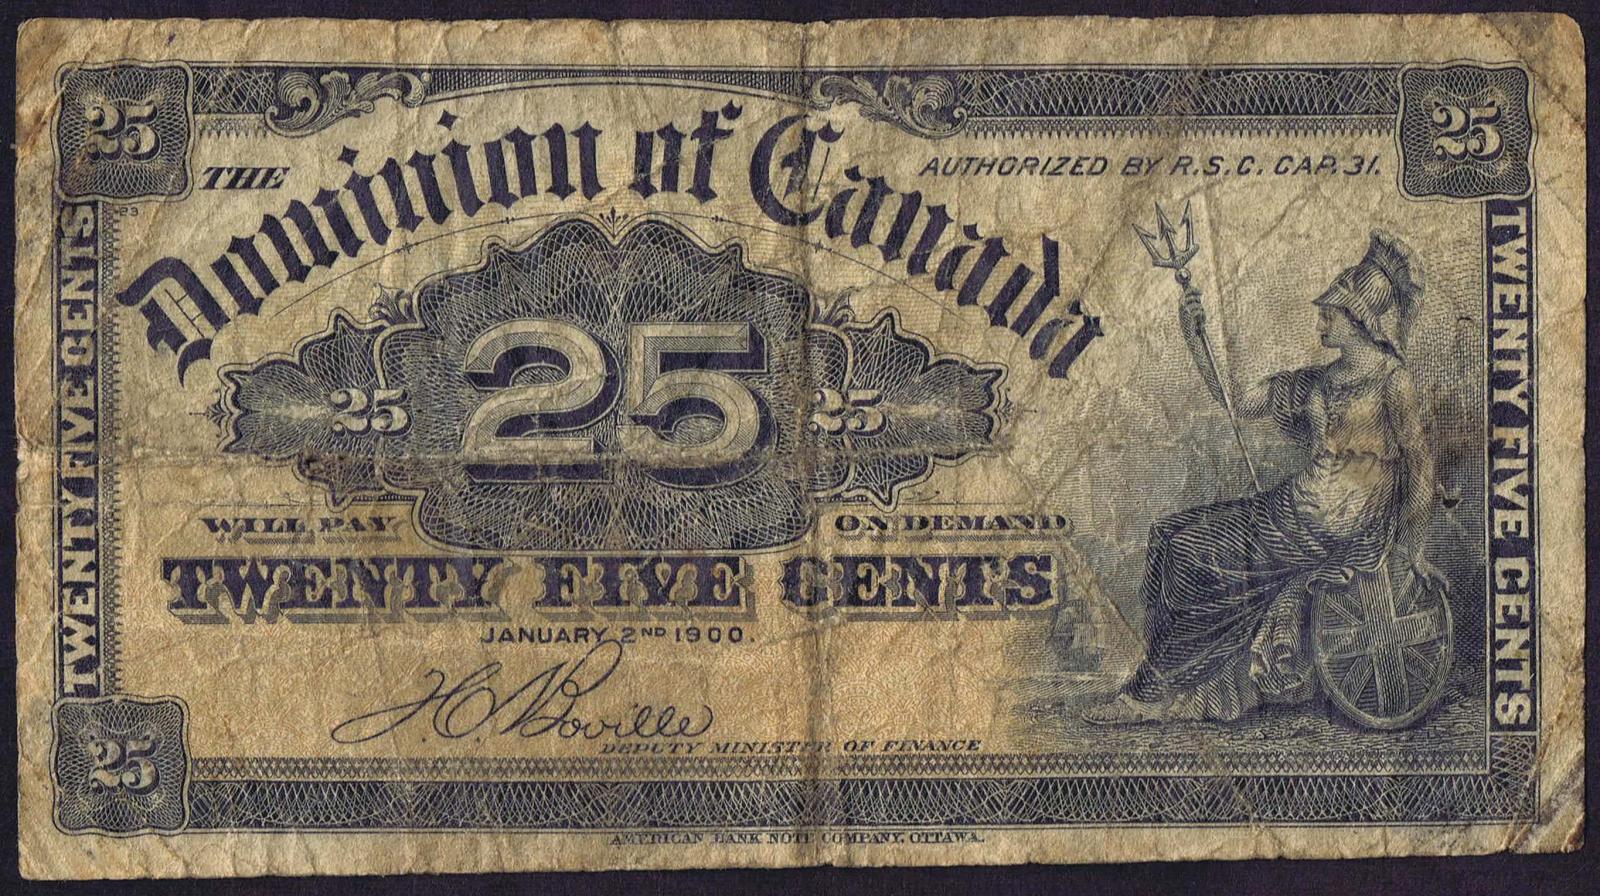 25
25
THE
Dominion of Canada
AUTHORIZED BY R.S.C. CAP. 31.
23
TWENTY FIVE CENTS
TWENTY FIVE CENTS
25
25
25
WILL PAY
ON DEMAND
TWENTY FIVE CENTS
JANUARY 2ND 1900.
H.C. Boville
DEPUTY MINISTER OF FINANCE
25
AMERICAN BANK NOTE COMPANY, OTTAWA.